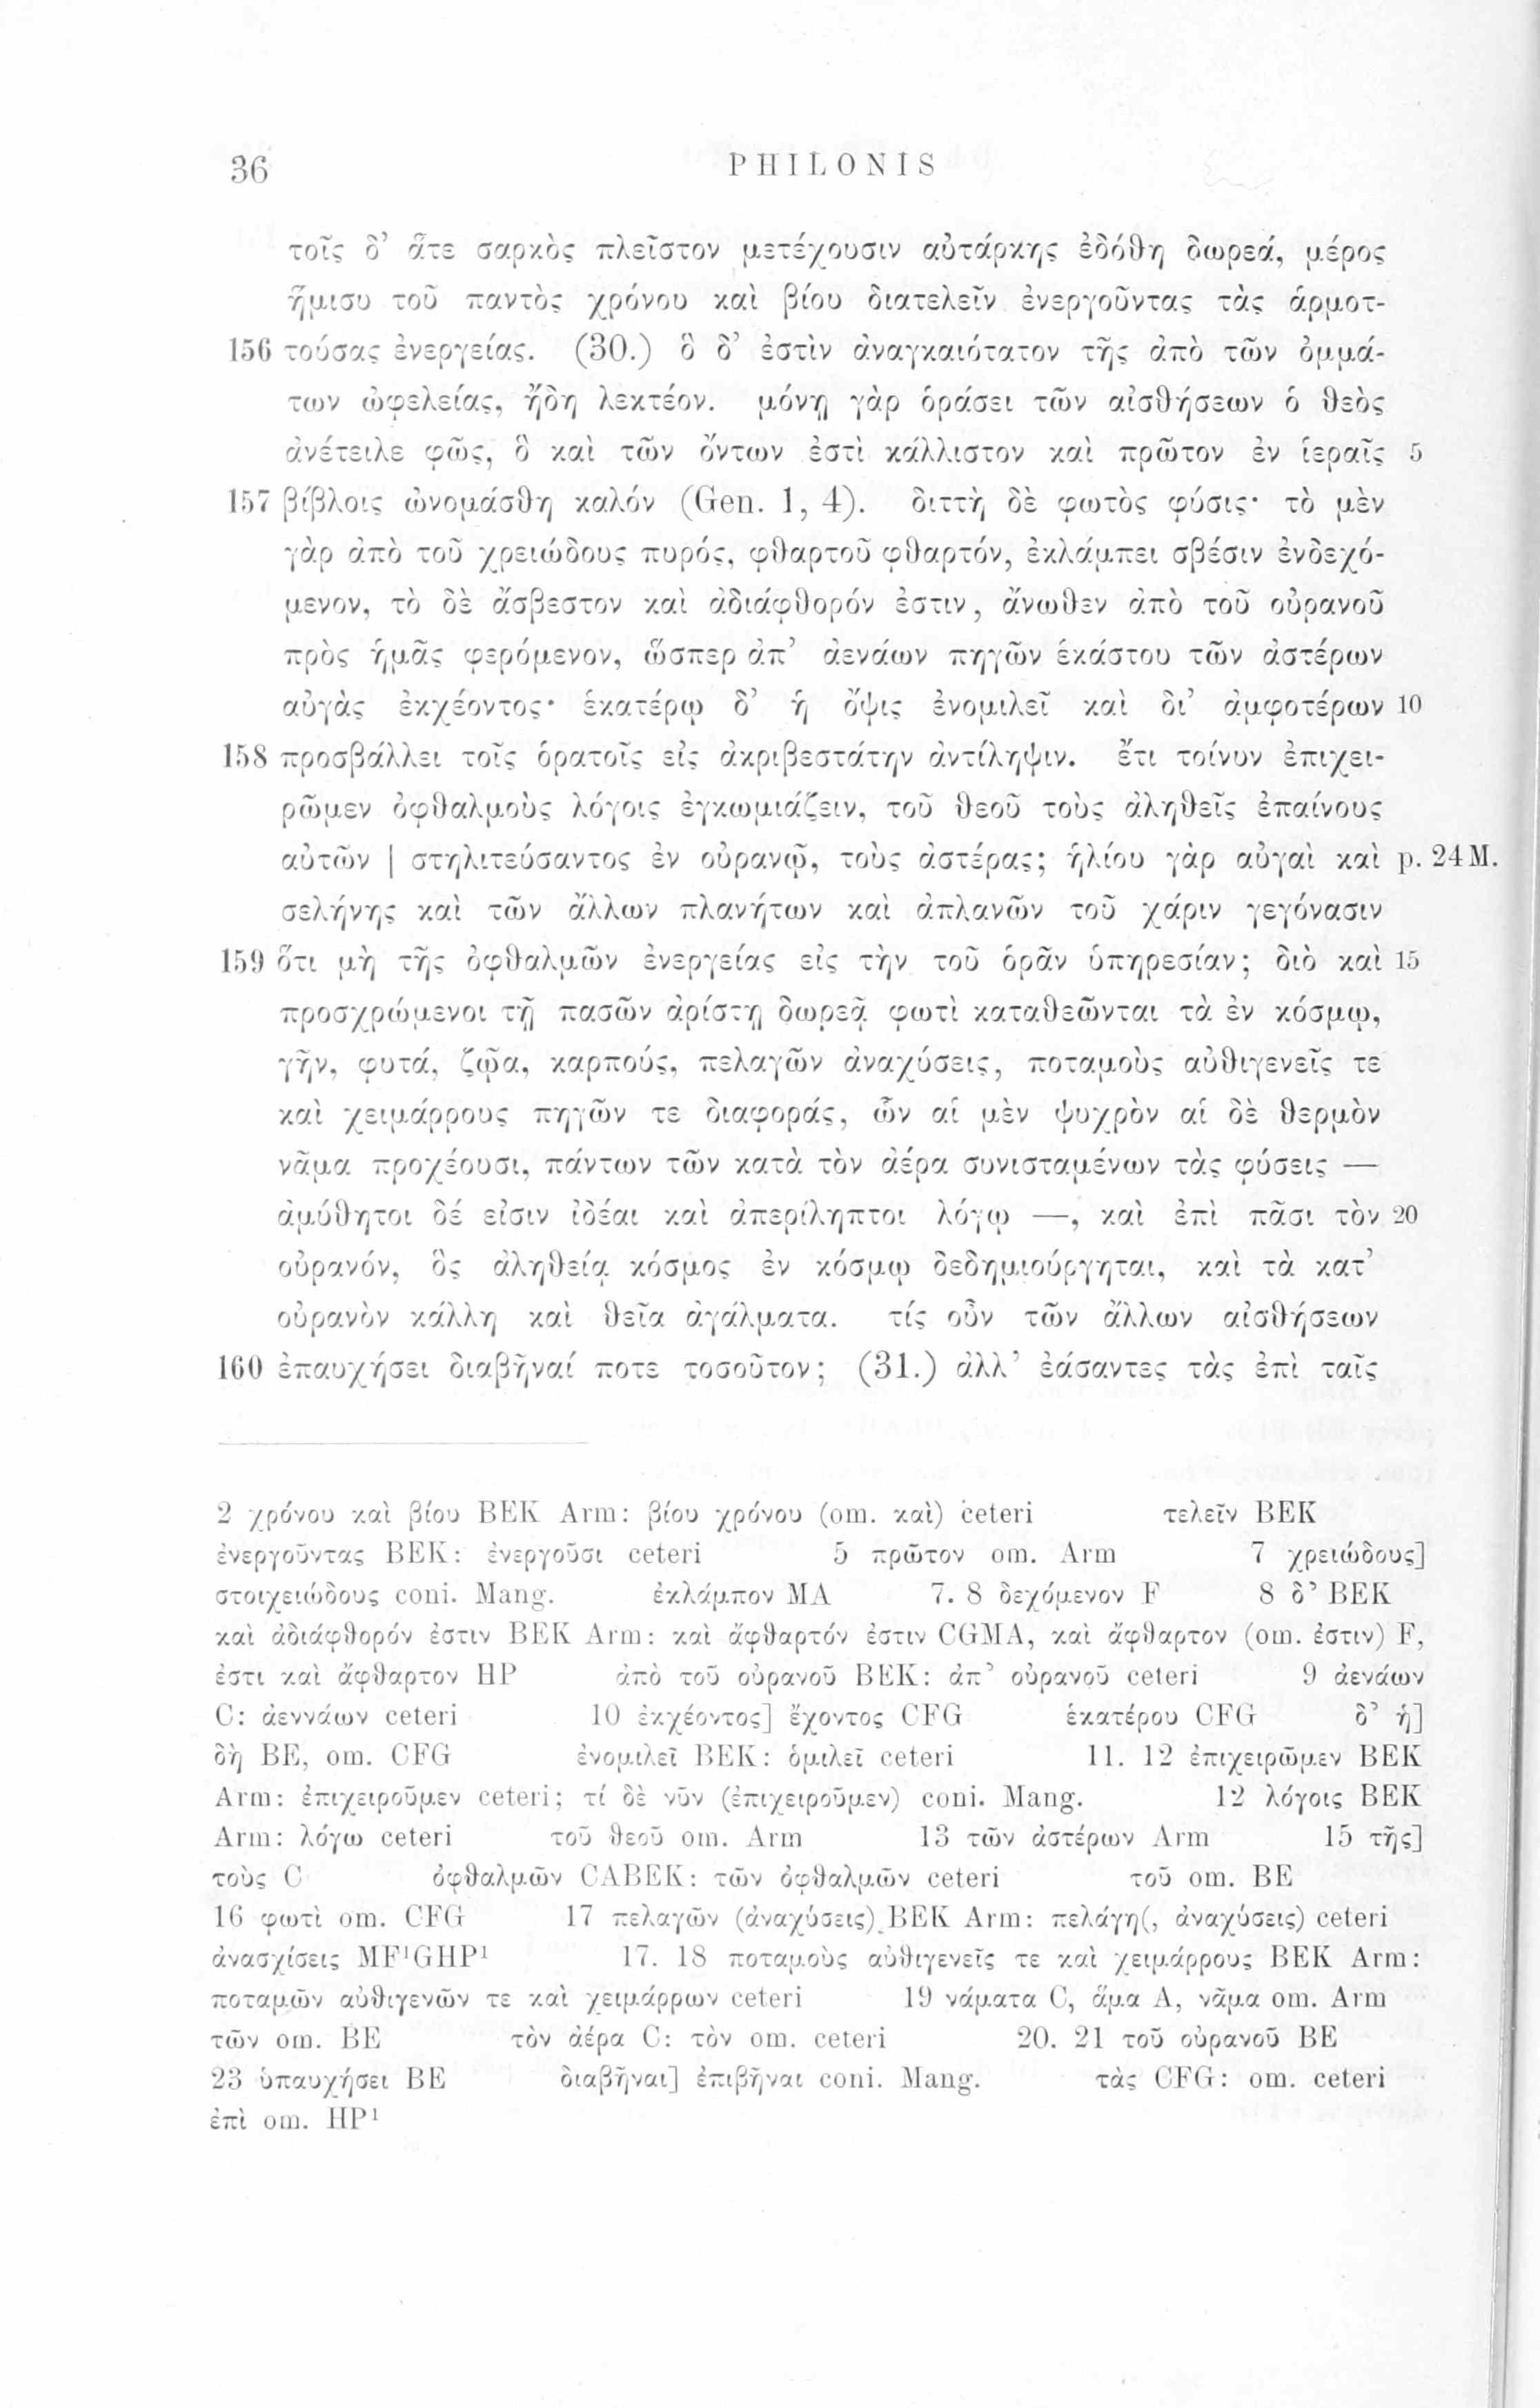 36 PHILONIS
τοῖς δ’ ἅτε σαρκὸς πλεῖστον μετέχουσιν αὐτάρκης ἐδόθη δωρεά, μέρος
ἥμισυ τοῦ παντὸς χρόνου καὶ βίου διατελεῖν ἐνεργοῦντας τὰς ἁρμοτ-
156 τούσας ἐνεργείας. (30.) ὃ δ’ ἐστὶν ἀναγκαιότατον τῆς ἀπὸ τῶν ὀμμά-
των ὠφελείας, ἤδη λεκτέον. μόνῃ γὰρ ὁράσει τῶν αἰσθήσεων ὁ θεὸς
ἀνέτειλε φῶς, ὃ καὶ τῶν ὄντων ἐστὶ κάλλιστον καὶ πρῶτον ἐν ἱεραῖς 5
157 βίβλοις ὠνομάσθη καλόν (Gen. 1, 4). διττὴ δὲ φωτὸς φύσις· τὸ μὲν
γὰρ ἀπὸ τοῦ χρειώδους πυρός, φθαρτοῦ φθαρτόν, ἐκλάμπει σβέσιν ἐνδεχό-
μενον, τὸ δὲ ἄσβεστον καὶ ἀδιάφθορόν ἐστιν, ἄνωθεν ἀπὸ τοῦ οὐρανοῦ
πρὸς ἡμᾶς φερόμενον, ὥσπερ ἀπ’ ἀενάων πηγῶν ἑκάστου τῶν ἀστέρων
αὐγὰς ἐκχέοντος· ἑκατέρῳ δ’ ἡ ὄψις ἐνομιλεῖ καὶ δι’ ἀμφοτέρων 10
158 προσβάλλει τοῖς ὁρατοῖς εἰς ἀκριβεστάτην ἀντίληψιν. ἔτι τοίνυν ἐπιχει-
ρῶμεν ὀφθαλμοὺς λόγοις ἐγκωμιάζειν, τοῦ θεοῦ τοὺς ἀληθεῖς ἐπαίνους
αὐτῶν | στηλιτεύσαντος ἐν οὐρανῷ, τοὺς ἀστέρας; ἡλίου γὰρ αὐγαὶ καὶ p. 24 M.
σελήνης καὶ τῶν ἄλλων πλανήτων καὶ ἀπλανῶν τοῦ χάριν γεγόνασιν
159 ὅτι μὴ τῆς ὀφθαλμῶν ἐνεργείας εἰς τὴν τοῦ ὁρᾶν ὑπηρεσίαν; διὸ καὶ 15
προσχρώμενοι τῇ πασῶν ἀρίστῃ δωρεᾷ φωτὶ καταθεῶνται τὰ ἐν κόσμῳ,
γῆν, φυτά, ζῷα, καρπούς, πελαγῶν ἀναχύσεις, ποταμοὺς αὐθιγενεῖς τε
καὶ χειμάρρους πηγῶν τε διαφοράς, ὧν αἱ μὲν ψυχρὸν αἱ δὲ θερμὸν
νᾶμα προχέουσι, πάντων τῶν κατὰ τὸν ἀέρα συνισταμένων τὰς φύσεις —
ἀμύθητοι δέ εἰσιν ἰδέαι καὶ ἀπερίληπτοι λόγῳ —, καὶ ἐπὶ πᾶσι τὸν 20
οὐρανόν, ὃς ἀληθείᾳ κόσμος ἐν κόσμῳ δεδημιούργηται, καὶ τὰ κατ’
οὐρανὸν κάλλη καὶ θεῖα ἀγάλματα. τίς οὖν τῶν ἄλλων αἰσθήσεων
160 ἐπαυχήσει διαβῆναί ποτε τοσοῦτον; (31.) ἀλλ’ ἐάσαντες τὰς ἐπὶ ταῖς
2 χρόνου καὶ βίου BEK Arm: βίου χρόνου (om. καὶ) ceteri τελεῖν BEK
ἐνεργοῦντας BEK: ἐνεργοῦσι ceteri 5 πρῶτον om. Arm 7 χρειώδους]
στοιχειώδους coni. Mang. ἐκλάμπον MA 7. 8 δεχόμενον F 8 δ’ BEK
καὶ ἀδιάφθορόν ἐστιν BEK Arm: καὶ ἄφθαρτόν ἐστιν CGMA, καὶ ἄφθαρτον (om. ἐστιν) F,
ἐστι καὶ ἄφθαρτον HP ἀπὸ τοῦ οὐρανοῦ BEK: ἀπ’ οὐρανοῦ ceteri 9 ἀενάων
C: ἀεννάων ceteri 10 ἐκχέοντος] ἔχοντος CFG ἑκατέρου CFG δ’ ἡ]
δὴ BE, om. CFG ἐνομιλεῖ BEK: ὁμιλεῖ ceteri 11. 12 ἐπιχειρῶμεν BEK
Arm: ἐπιχειροῦμεν ceteri; τί δὲ νῦν (ἐπιχειροῦμεν) coni. Mang. 12 λόγοις BEK
Arm: λόγω ceteri τοῦ θεοῦ om. Arm 13 τῶν ἀστέρων Arm 15 τῆς]
τοὺς C ὀφθαλμῶν CABEK: τῶν ὀφθαλμῶν ceteri τοῦ om. BE
16 φωτὶ om. CFG 17 πελαγῶν (ἀναχύσεις) BEK Arm: πελάγη(, ἀναχύσεις) ceteri
ἀνασχίσεις MF¹GHP¹ 17. 18 ποταμοὺς αὐθιγενεῖς τε καὶ χειμάρρους BEK Arm:
ποταμῶν αὐθιγενῶν τε καὶ χειμάρρων ceteri 19 νάματα C, ἅμα A, νᾶμα om. Arm
τῶν om. BE τὸν ἀέρα C: τὸν om. ceteri 20. 21 τοῦ οὐρανοῦ BE
23 ὑπαυχήσει BE διαβῆναι] ἐπιβῆναι coni. Mang. τὰς CFG: om. ceteri
ἐπὶ om. HP¹